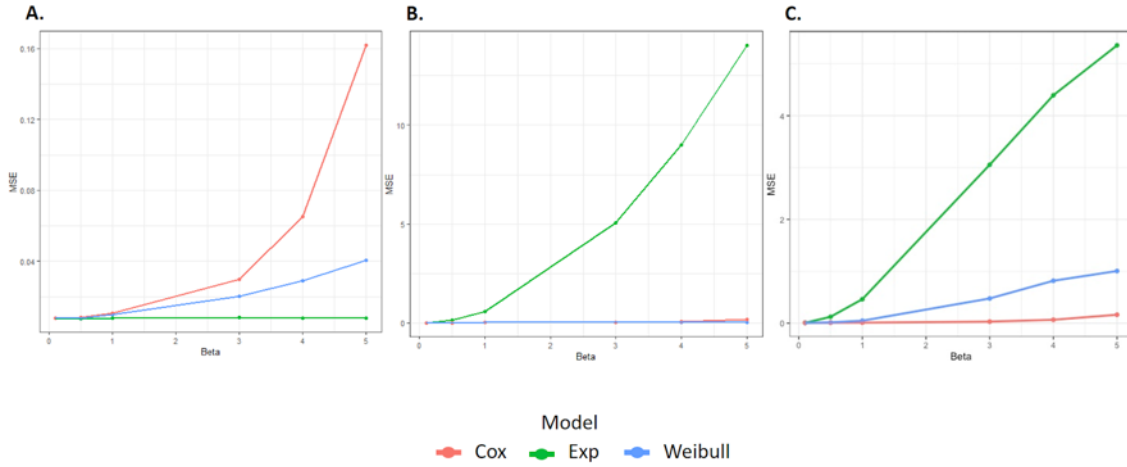 A.
B.
C.
0.16
0.12
0.08
0.04
MSE
0 1 2 3 4 5
Beta
10
5
0
MSE
0 1 2 3 4 5
Beta
4
2
0
MSE
0 1 2 3 4 5
Beta
Model
Cox Exp Weibull